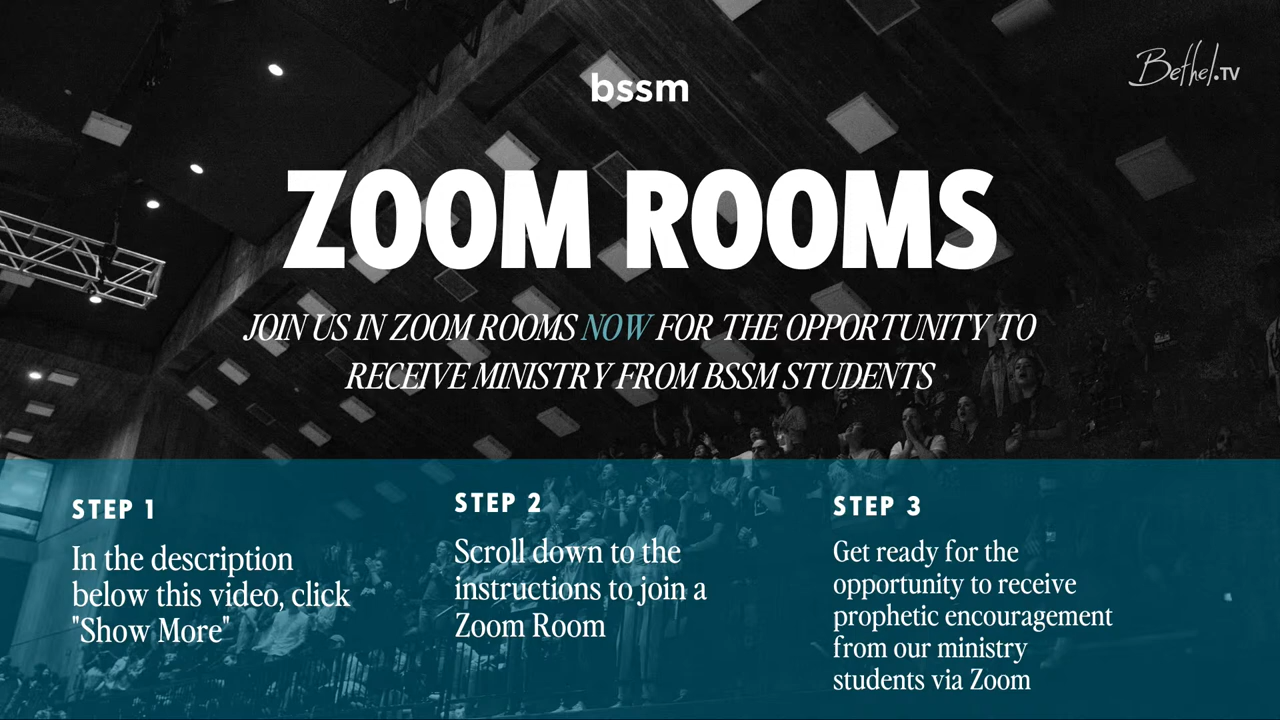 bssm
Bethel.TV
ZOOM ROOMS
JOIN US IN ZOOM ROOMS NOW FOR THE OPPORTUNITY TO
RECEIVE MINISTRY FROM BSSM STUDENTS
STEP 1
In the description
below this video, click
"Show More"
STEP 2
Scroll down to the
instructions to join a
Zoom Room
STEP 3
Get ready for the
opportunity to receive
prophetic encouragement
from our ministry
students via Zoom